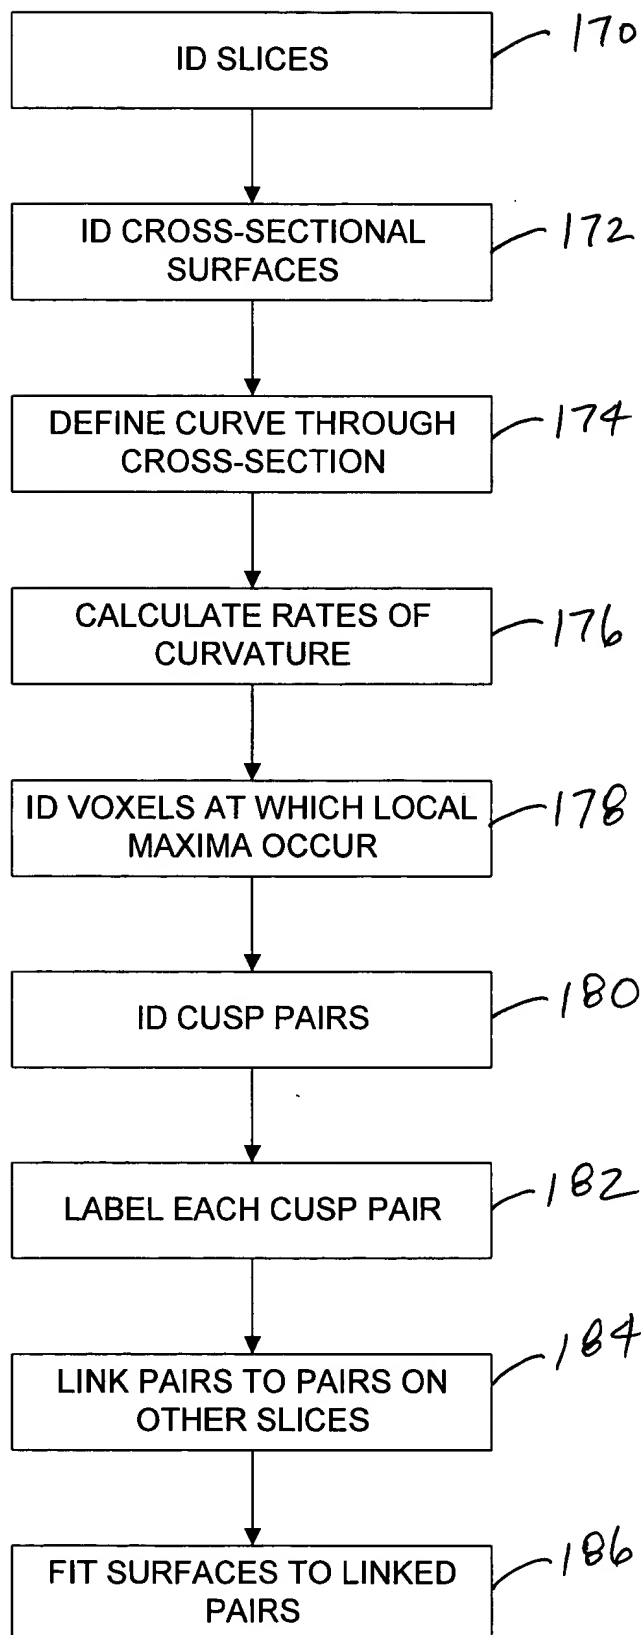 ID SLICES
170
ID CROSS-SECTIONAL
SURFACES
172
DEFINE CURVE THROUGH
CROSS-SECTION
174
CALCULATE RATES OF
CURVATURE
176
ID VOXELS AT WHICH LOCAL
MAXIMA OCCUR
178
ID CUSP PAIRS
180
LABEL EACH CUSP PAIR
182
LINK PAIRS TO PAIRS ON
OTHER SLICES
184
FIT SURFACES TO LINKED
PAIRS
186